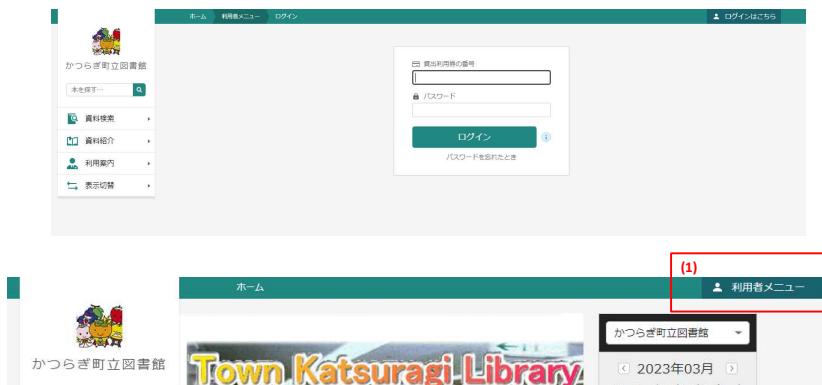 ホーム 利用者メニュー ログイン ログインはこちら
かつらぎ町立図書館
本を探す…
資料検索
資料紹介
利用案内
表示切替
貸出利用券の番号
パスワード
ログイン
パスワードを忘れたとき
(1)
ホーム 利用者メニュー
かつらぎ町立図書館
Town Katsuragi Library
かつらぎ町立図書館
2023年03月